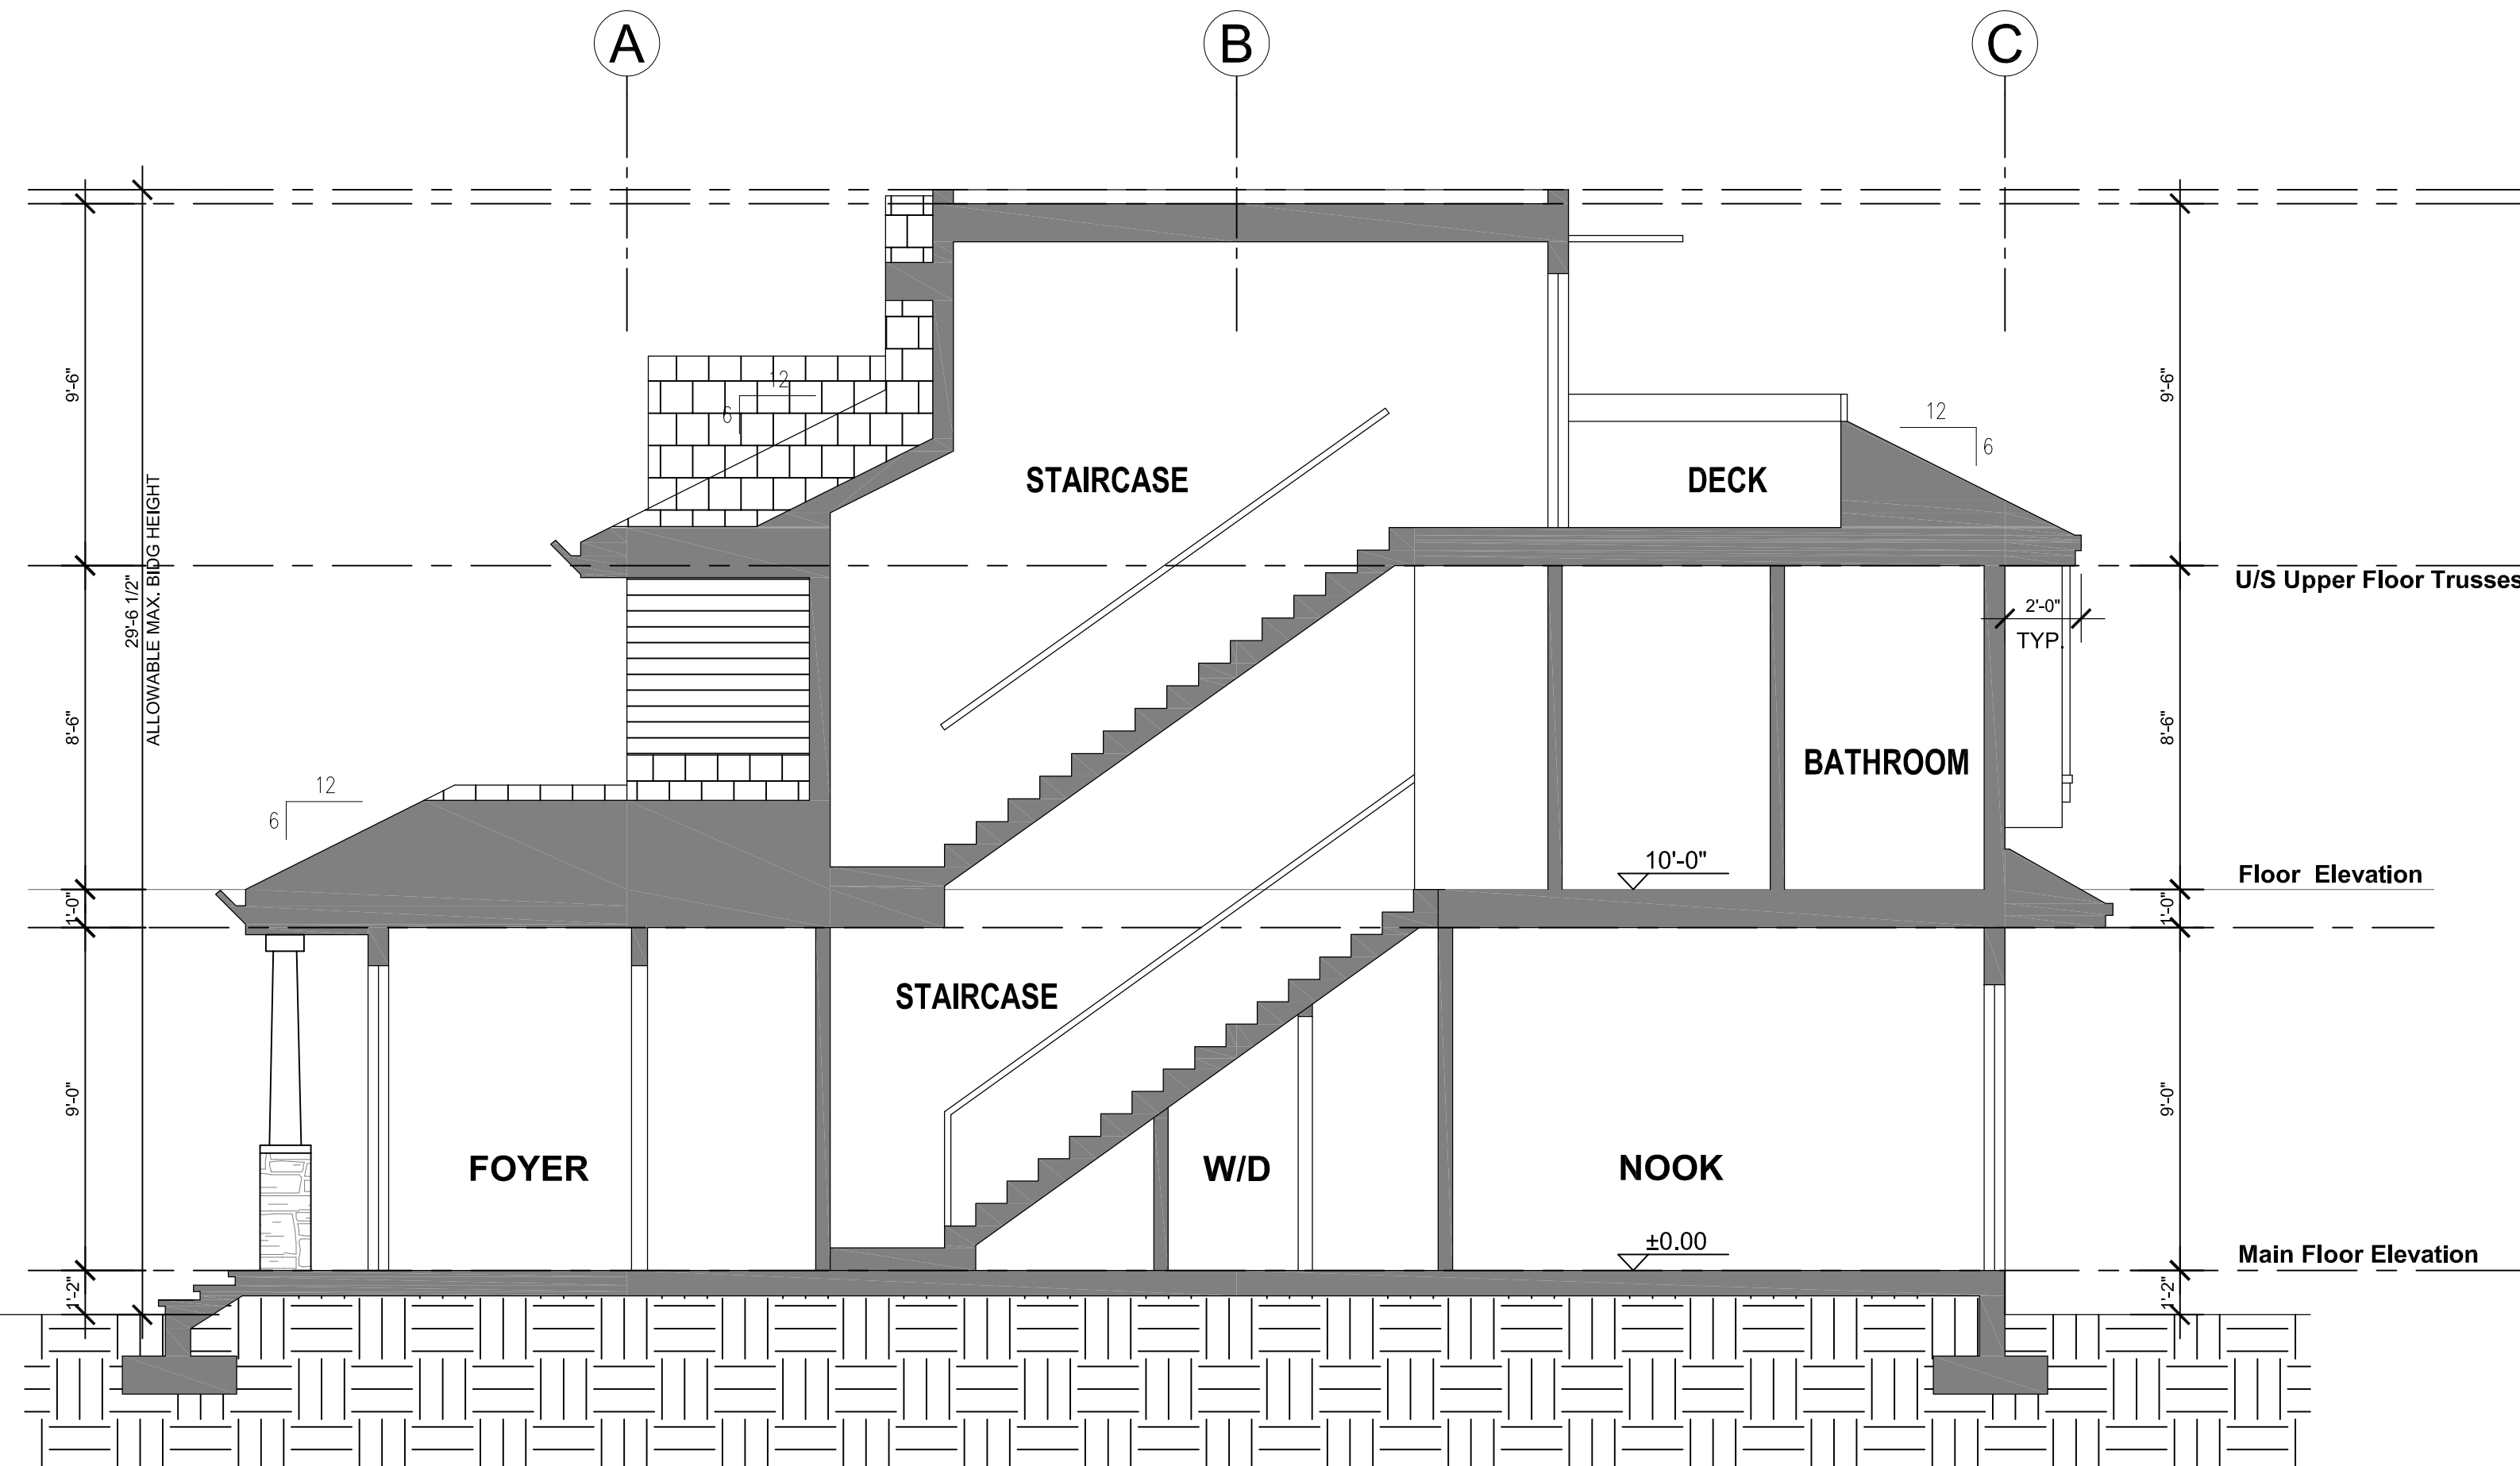 A
B
C
9'-6"
9'-6"
12
6
12
6
STAIRCASE
DECK
29'-6 1/2"
ALLOWABLE MAX. BlDG HEIGHT
U/S Upper Floor Trusses
2'-0"
TYP.
8'-6"
8'-6"
BATHROOM
12
6
10'-0"
Floor Elevation
1'-0"
1'-0"
STAIRCASE
9'-0"
9'-0"
FOYER
W/D
NOOK
±0.00
Main Floor Elevation
1'-2"
1'-2"